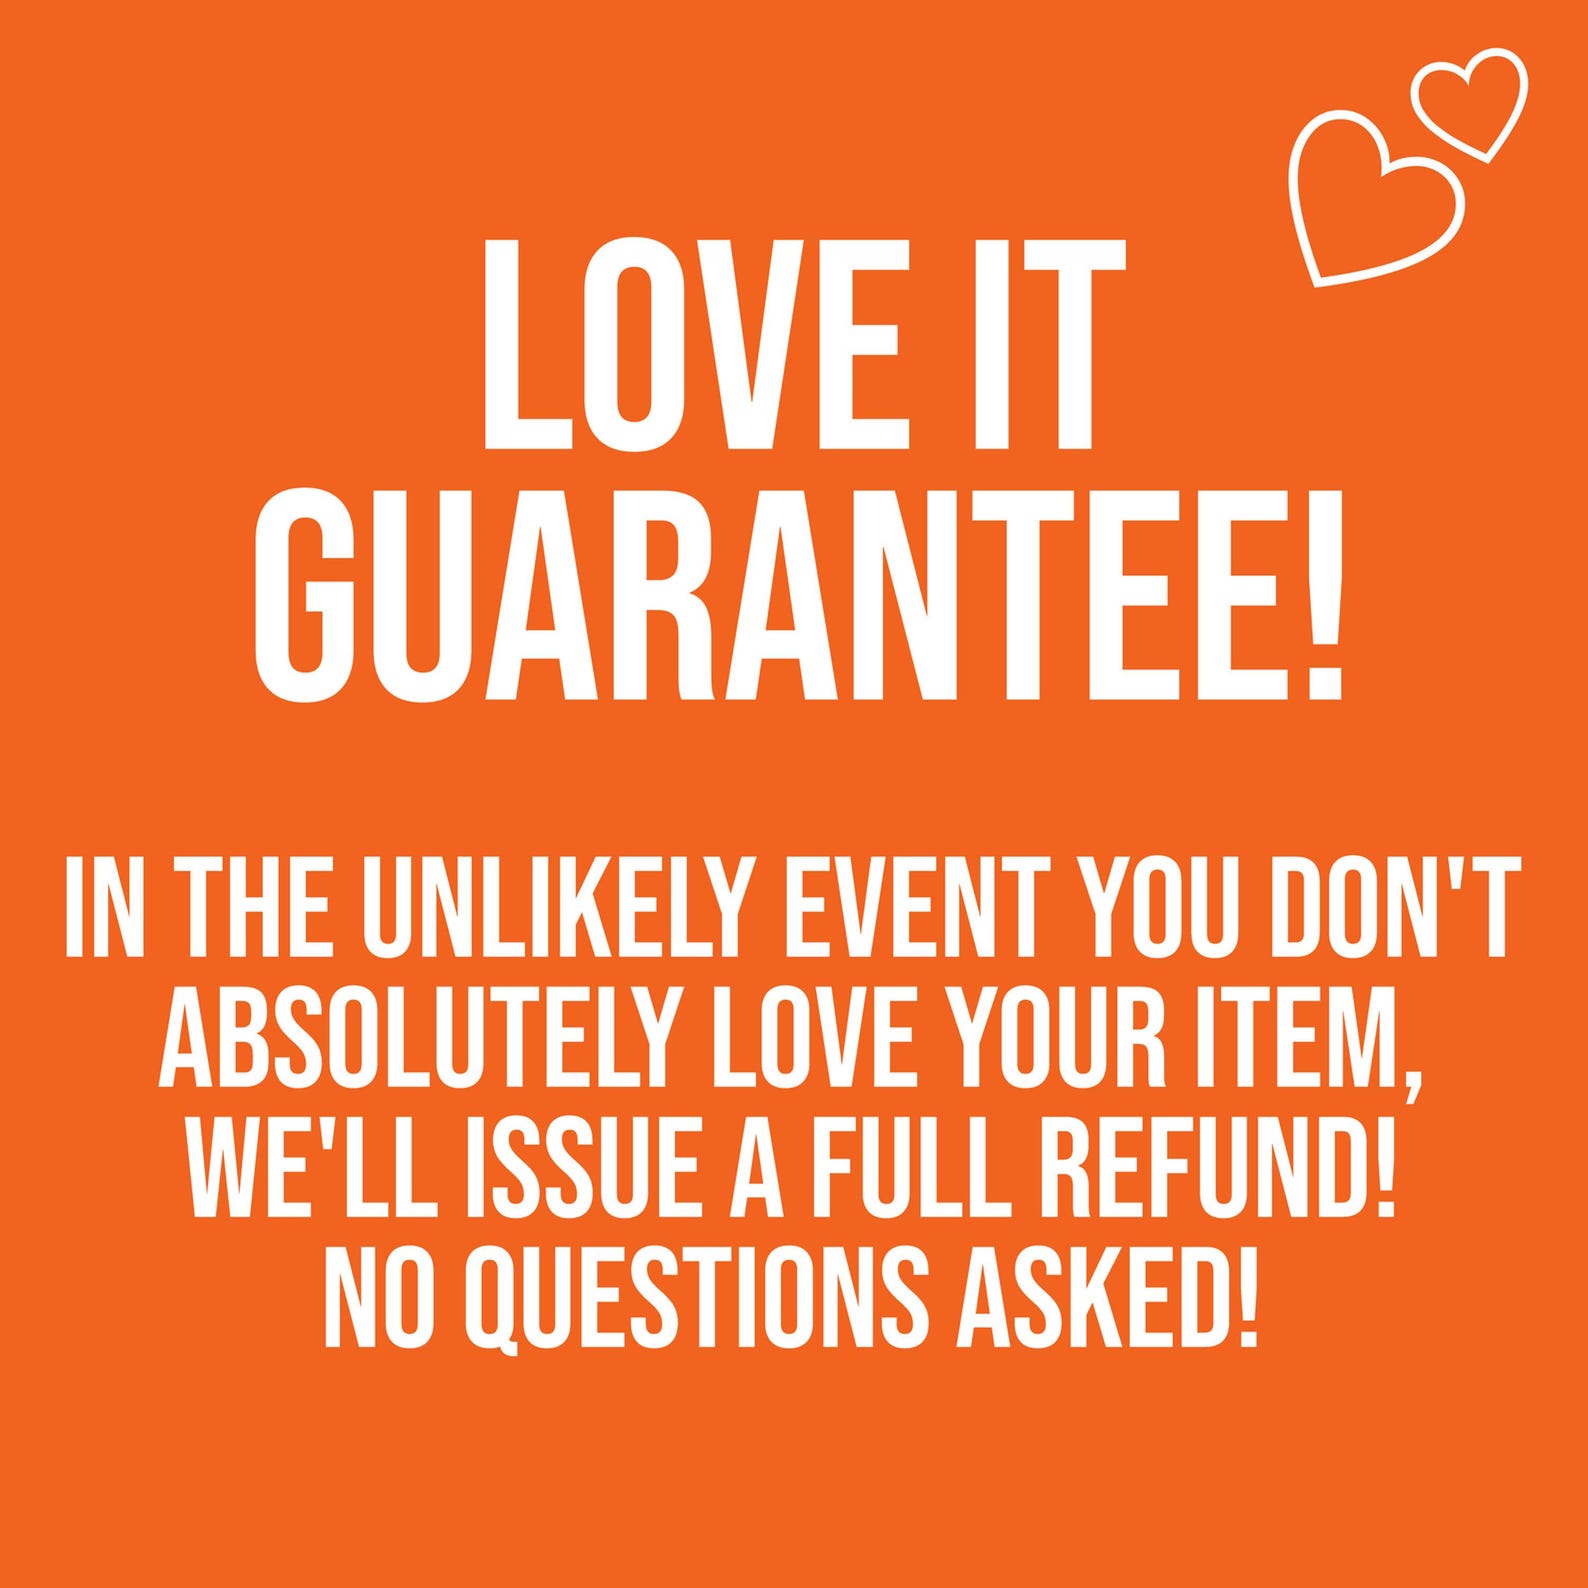 LOVE IT
GUARANTEE!
IN THE UNLIKELY EVENT YOU DON'T
ABSOLUTELY LOVE YOUR ITEM,
WE'LL ISSUE A FULL REFUND!
NO QUESTIONS ASKED!